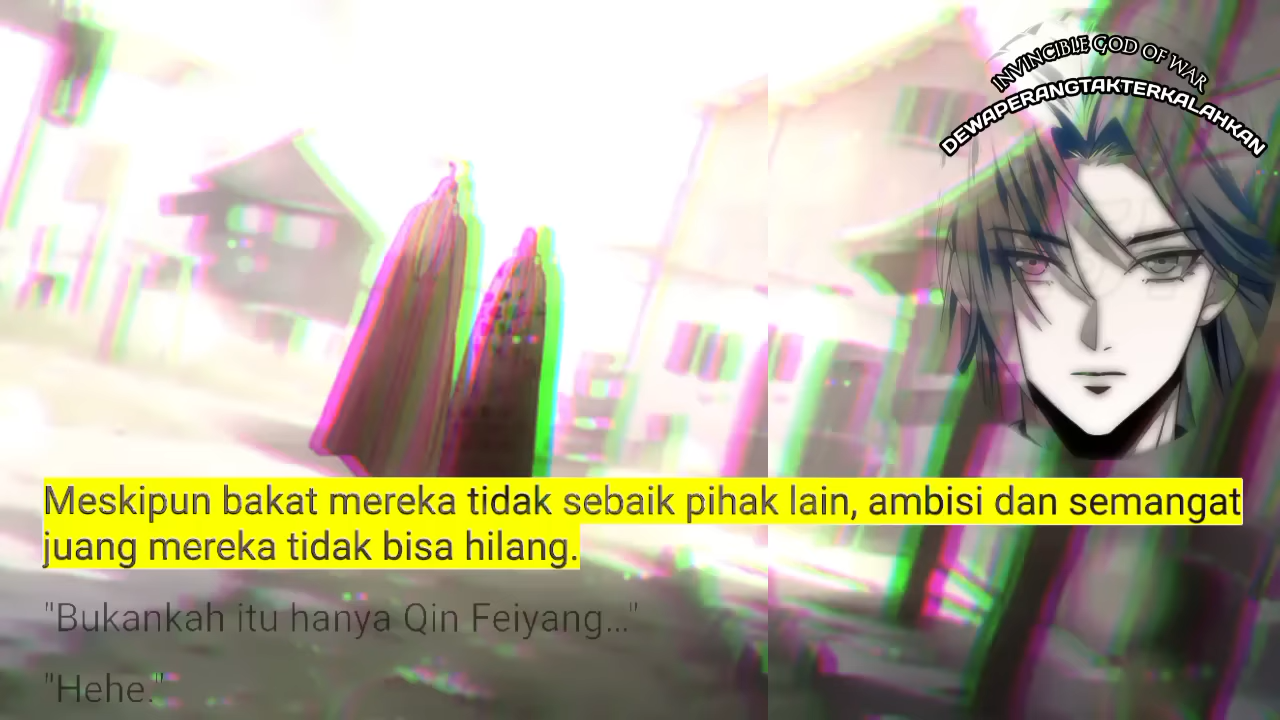 INVINCIBLE GOD OF WAR
DEWAPERANGTAKTERKALAHKAN
Meskipun bakat mereka tidak sebaik pihak lain, ambisi dan semangat
juang mereka tidak bisa hilang.
"Bukankah itu hanya Qin Feiyang..."
"Hehe."